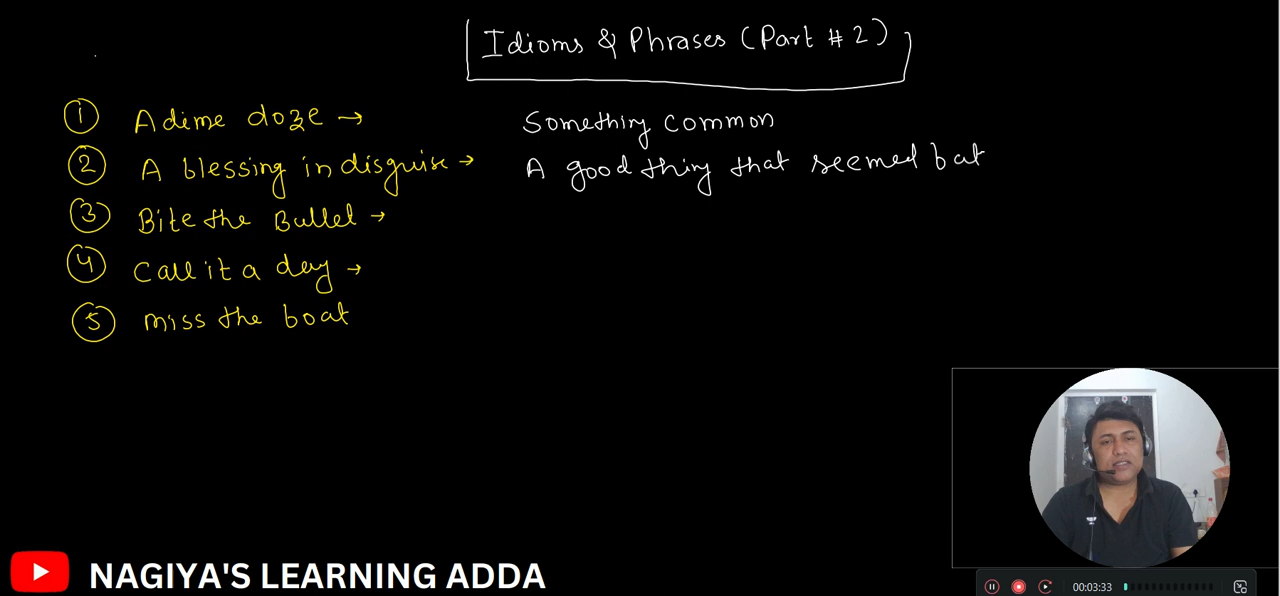 Idioms & Phrases (Part # 2)
① A dime doze → Something common
② A blessing in disguise → A good thing that seemed bat
③ Bite the Bullet →
④ Call it a day →
⑤ miss the boat
NAGIYA'S LEARNING ADDA
00:03:33